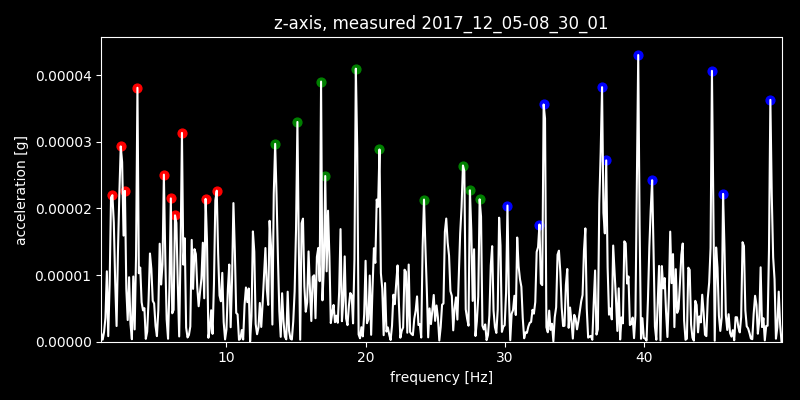 z-axis, measured 2017_12_05-08_30_01
0.00004
0.00003
0.00002
0.00001
0.00000
acceleration [g]
10 20 30 40
frequency [Hz]